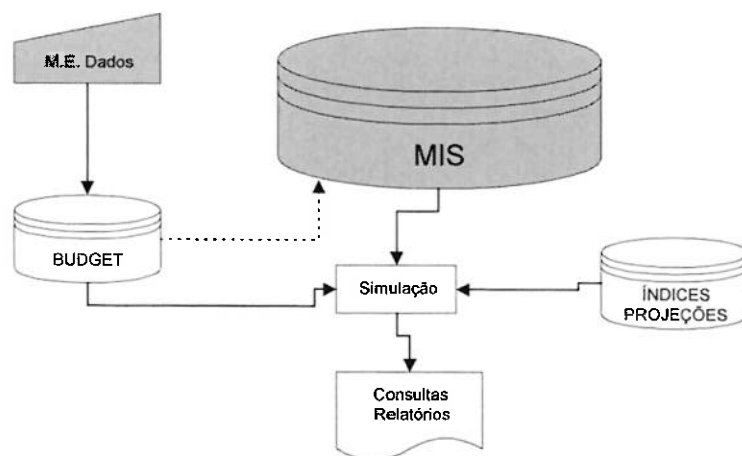 M.E. Dados
MIS
BUDGET
Simulação
ÍNDICES
PROJEÇÕES
Consultas
Relatórios